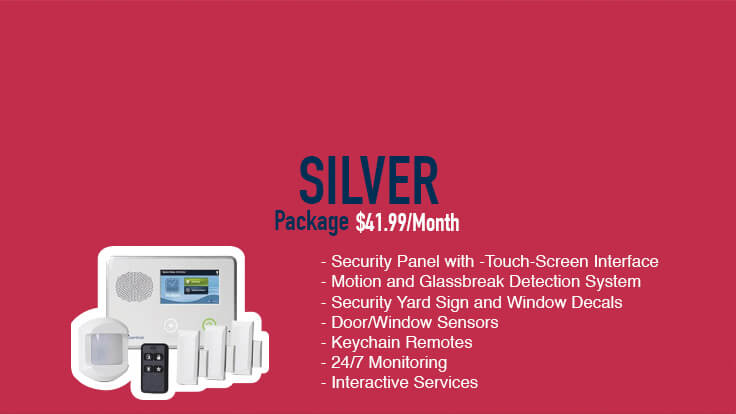 SILVER
Package $41.99/Month
- Security Panel with -Touch-Screen Interface
- Motion and Glassbreak Detection System
- Security Yard Sign and Window Decals
- Door/Window Sensors
- Keychain Remotes
- 24/7 Monitoring
- Interactive Services